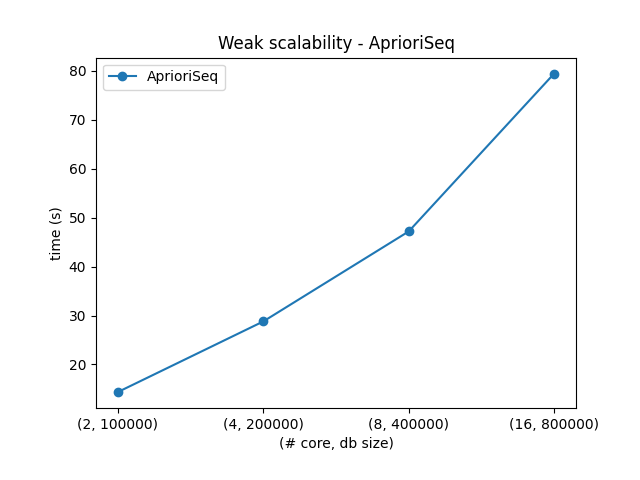 Weak scalability - AprioriSeq
AprioriSeq
80
70
60
50
40
30
20
time (s)
(2, 100000) (4, 200000) (8, 400000) (16, 800000)
(# core, db size)